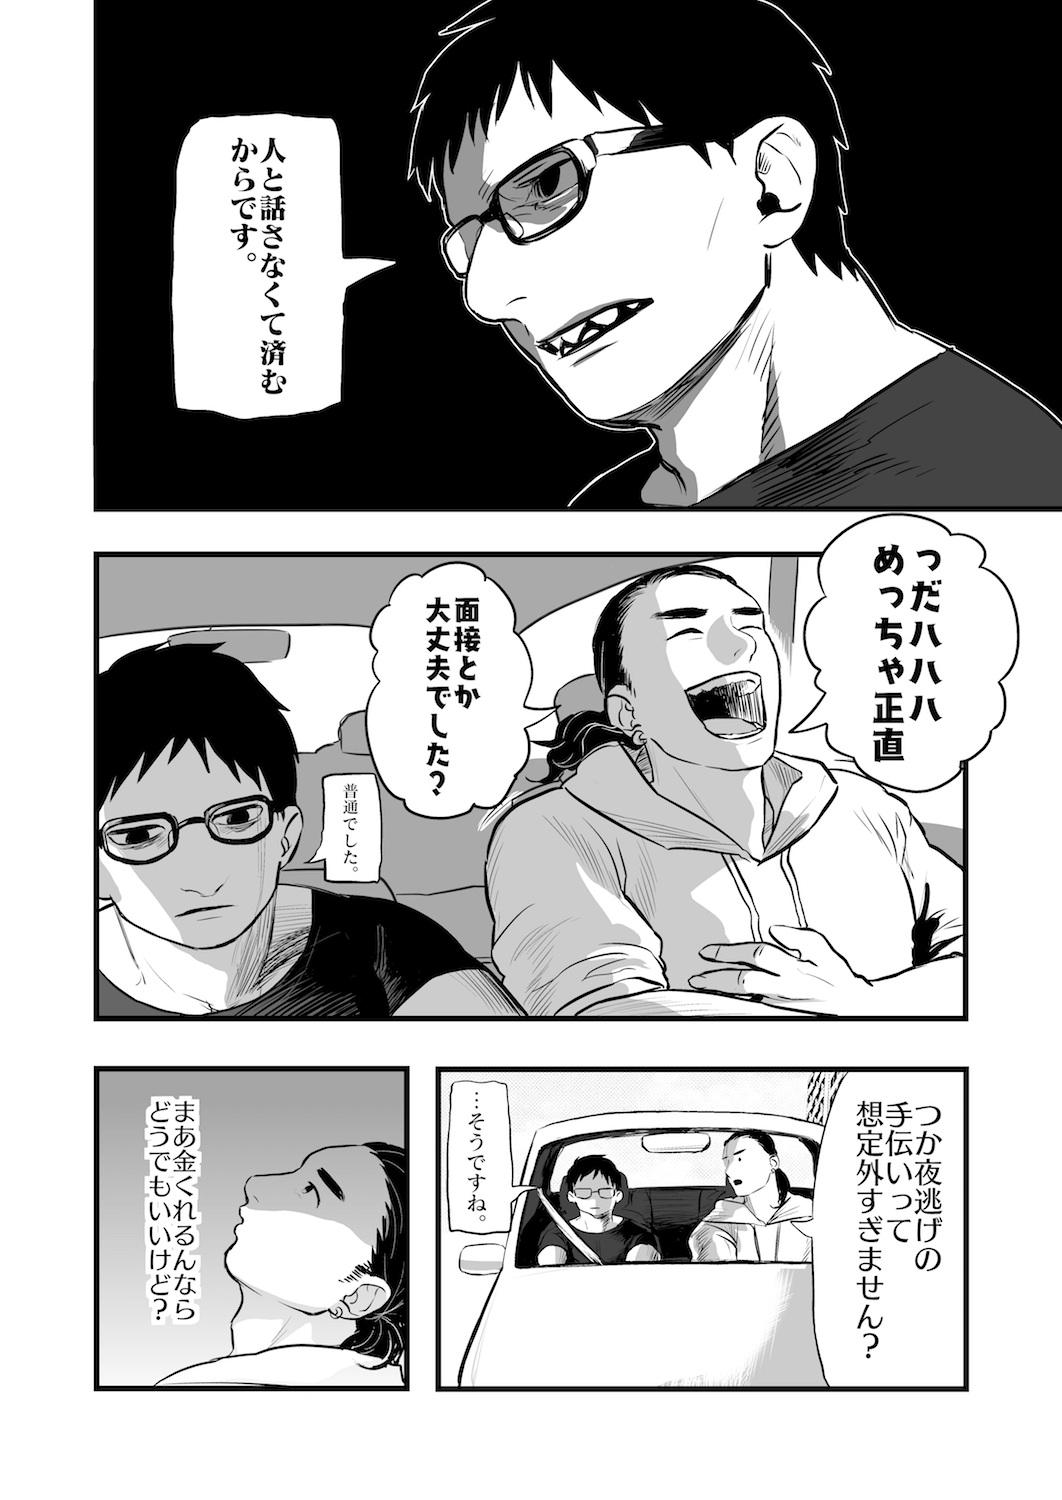 人と話さなくて済む
からです。
っだハハハ
めっちゃ正直
面接とか
大丈夫でした？
普通でした。
つか夜逃げの
手伝いって
想定外すぎません？
…そうですね。
まあ金くれるんなら
どうでもいいけど？